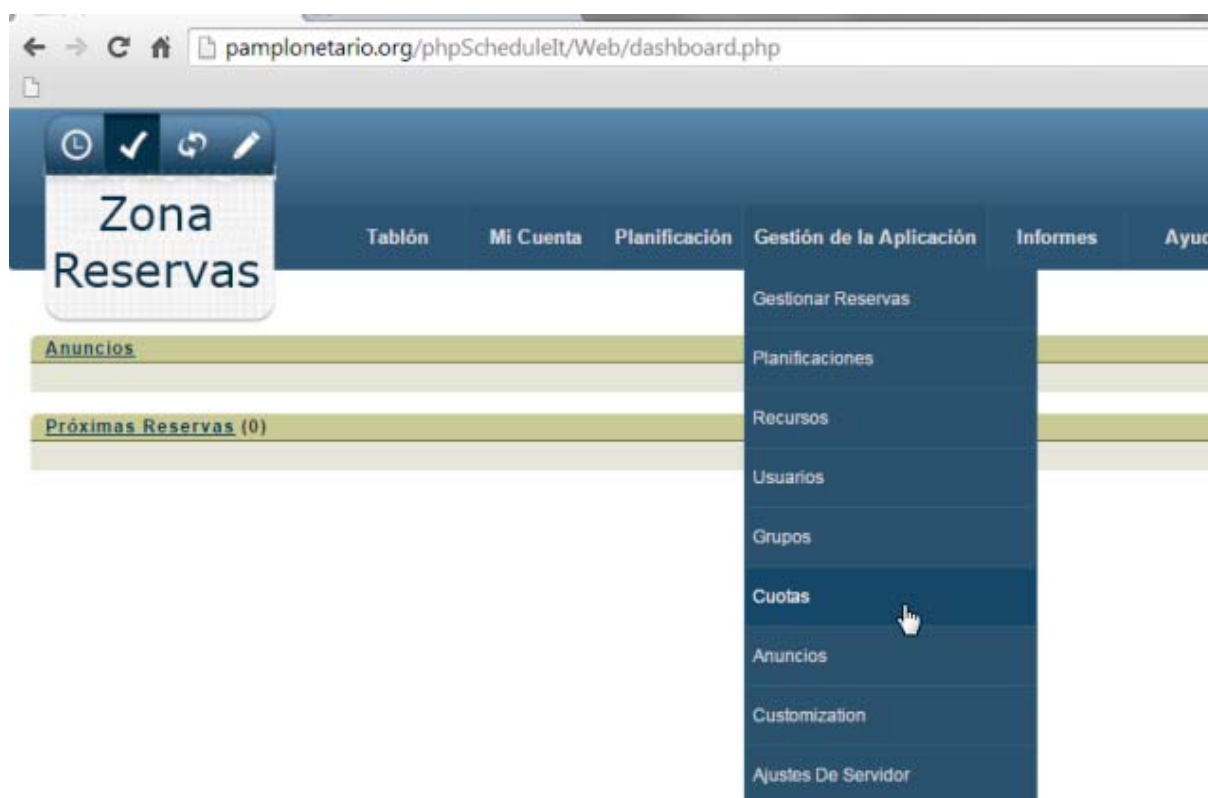 pamplonetario.org/phpScheduleIt/Web/dashboard.php
Zona
Reservas
Tablón Mi Cuenta Planificación Gestión de la Aplicación Informes
Gestionar Reservas
Anuncios
Planificaciones
Recursos
Próximas Reservas (0)
Usuarios
Grupos
Cuotas
Anuncios
Customization
Ajustes De Servidor